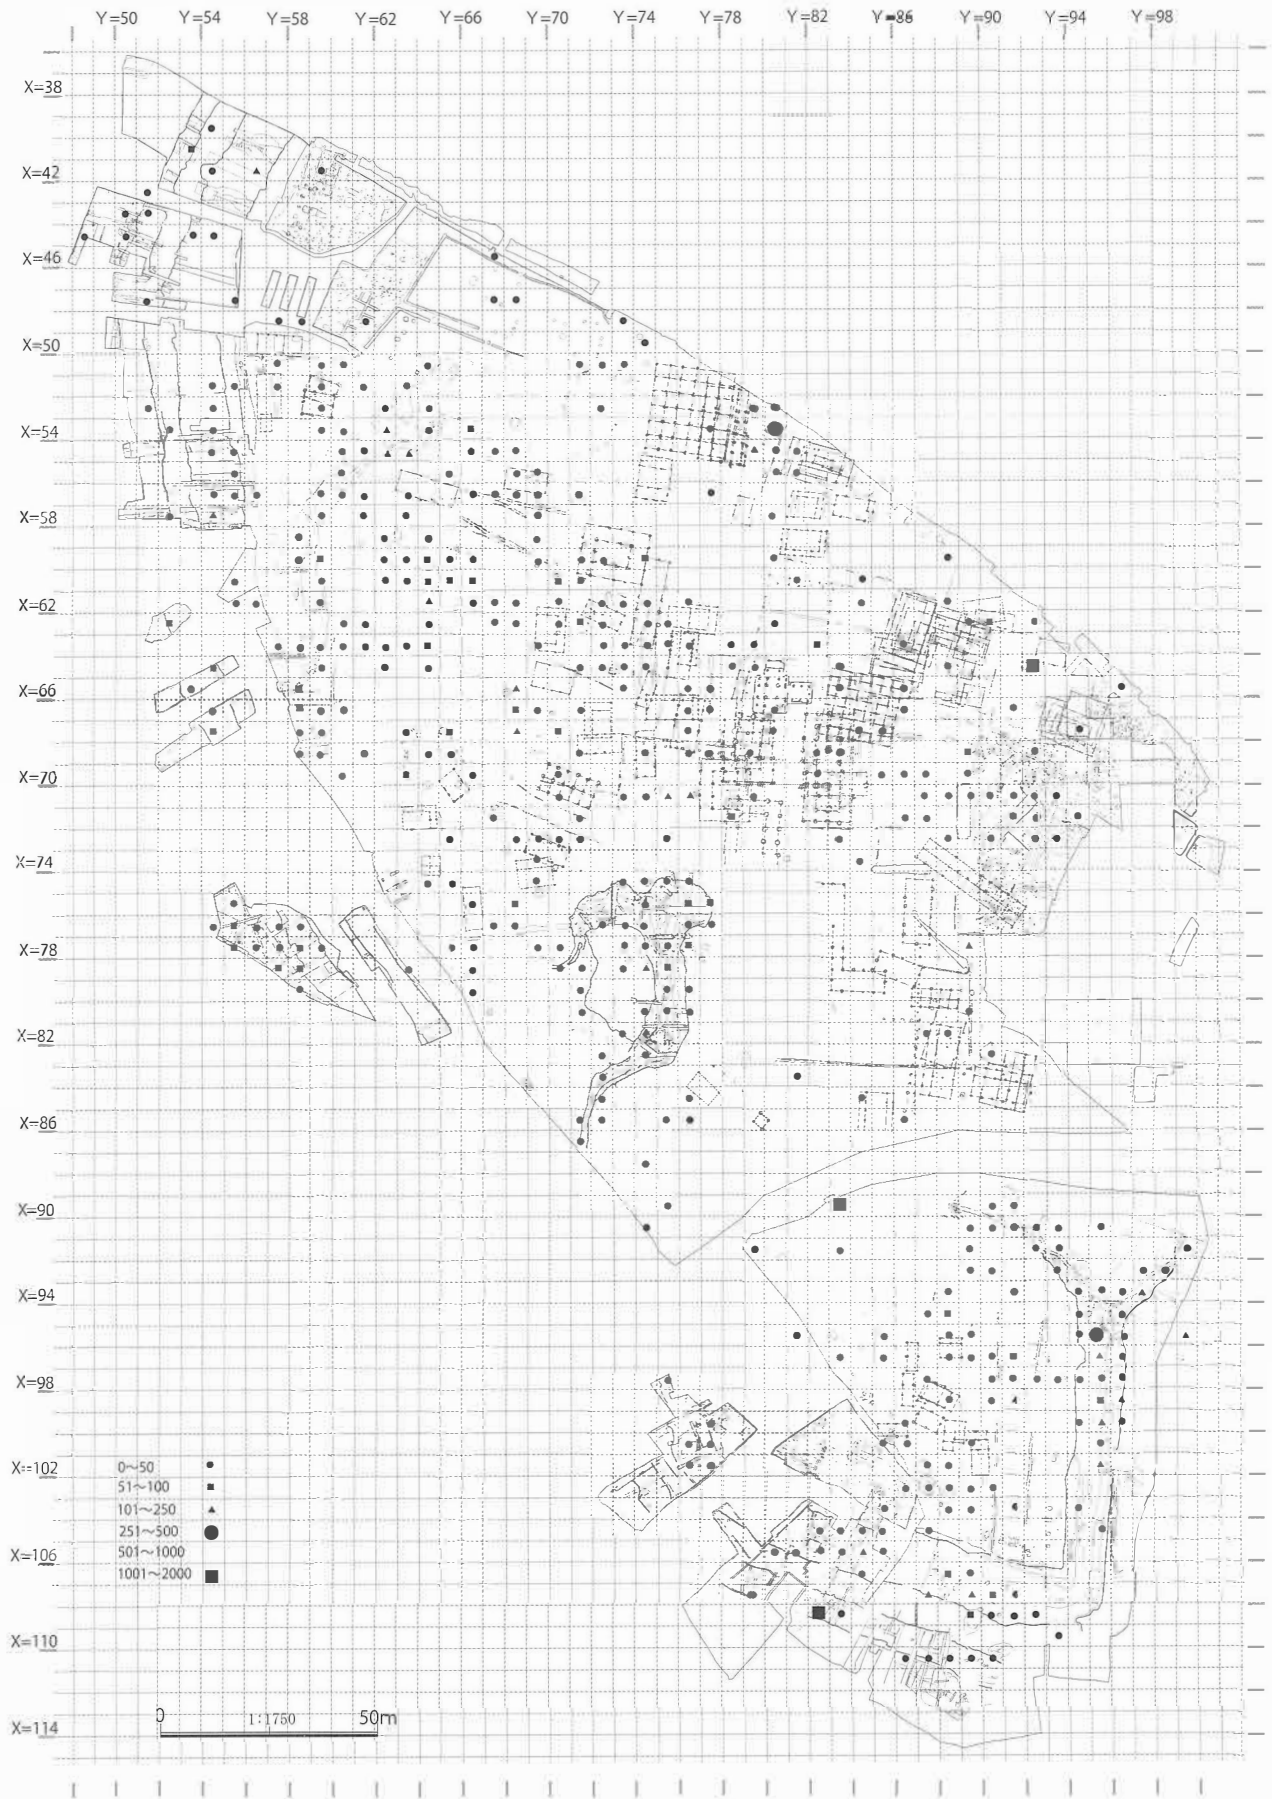 Y=50 Y=54 Y=58 Y=62 Y=66 Y=70 Y=74 Y=78 Y=82 Y=86 Y=90 Y=94 Y=98
X=38
X=42
X=46
X=50
X=54
X=58
X=62
X=66
X=70
X=74
X=78
X=82
X=86
X=90
X=94
X=98
X=102
0～50
51～100
101～250
251～500
501～1000
1001～2000
X=106
X=110
X=114
0 1:1750 50m